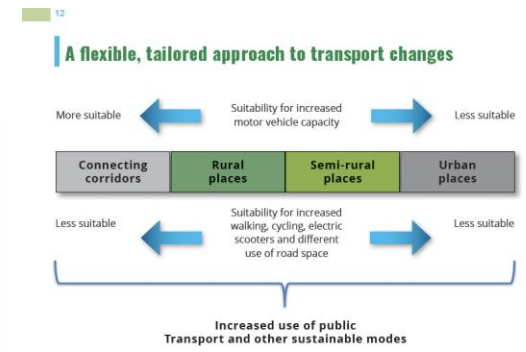 12
A flexible, tailored approach to transport changes
More suitable
Suitability for increased
motor vehicle capacity
Less suitable
Connecting
corridors
Rural
places
Semi-rural
places
Urban
places
Less suitable
Suitability for increased
walking, cycling, electric
scooters and different
use of road space
Less suitable
Increased use of public
Transport and other sustainable modes